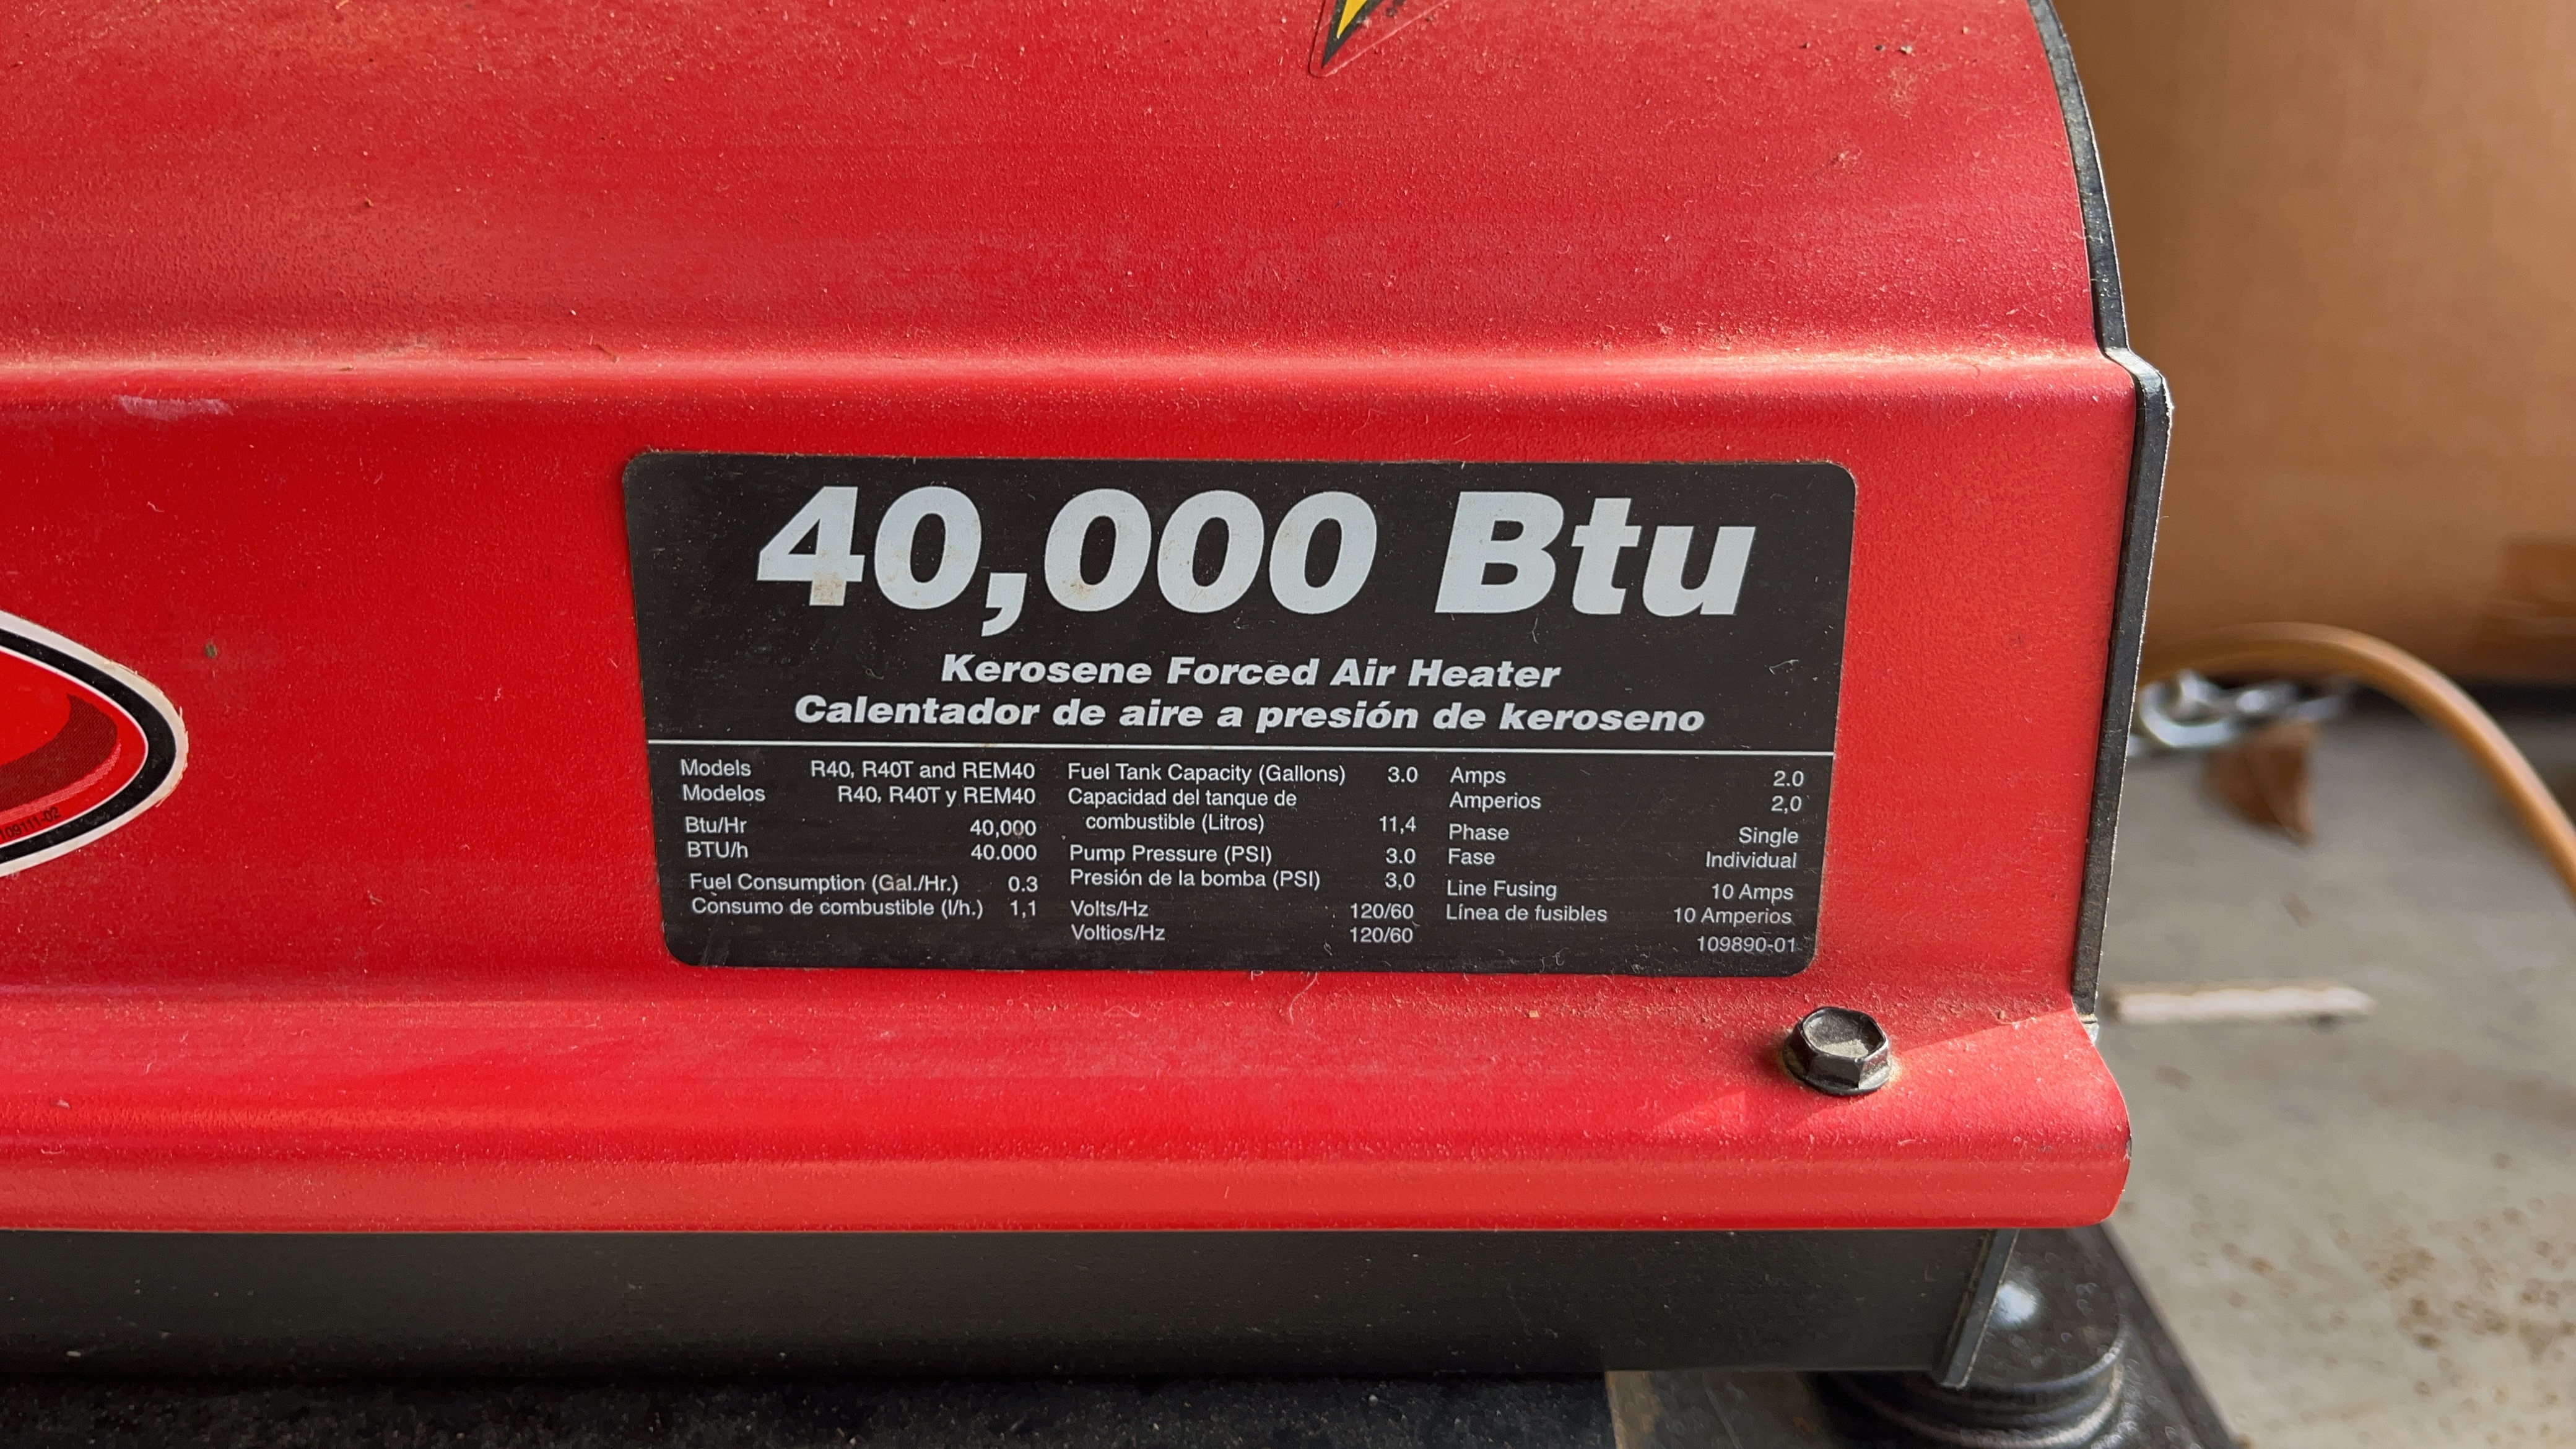 40,000 Btu
Kerosene Forced Air Heater
Calentador de aire a presión de keroseno
Models R40, R40T and REM40
Modelos R40, R40T y REM40
Btu/Hr 40,000
BTU/h 40.000
Fuel Consumption (Gal./Hr.) 0.3
Consumo de combustible (l/h.) 1,1
Fuel Tank Capacity (Gallons) 3.0
Capacidad del tanque de
combustible (Litros) 11,4
Pump Pressure (PSI) 3.0
Presión de la bomba (PSI) 3,0
Volts/Hz 120/60
Voltios/Hz 120/60
Amps 2.0
Amperios 2,0
Phase Single
Fase Individual
Line Fusing 10 Amps
Línea de fusibles 10 Amperios
109890-01
109111-02